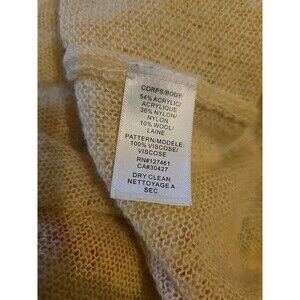 CORPS/BODY
54% ACRYLIC/
ACRYLIQUE
36% NYLON/
NYLON
10% WOOL/
LAINE
PATTERN/MODELE:
100% VISCOSE/
VISCOSE
RN#127461
CA#30427
DRY CLEAN
NETTOYAGE A
SEC